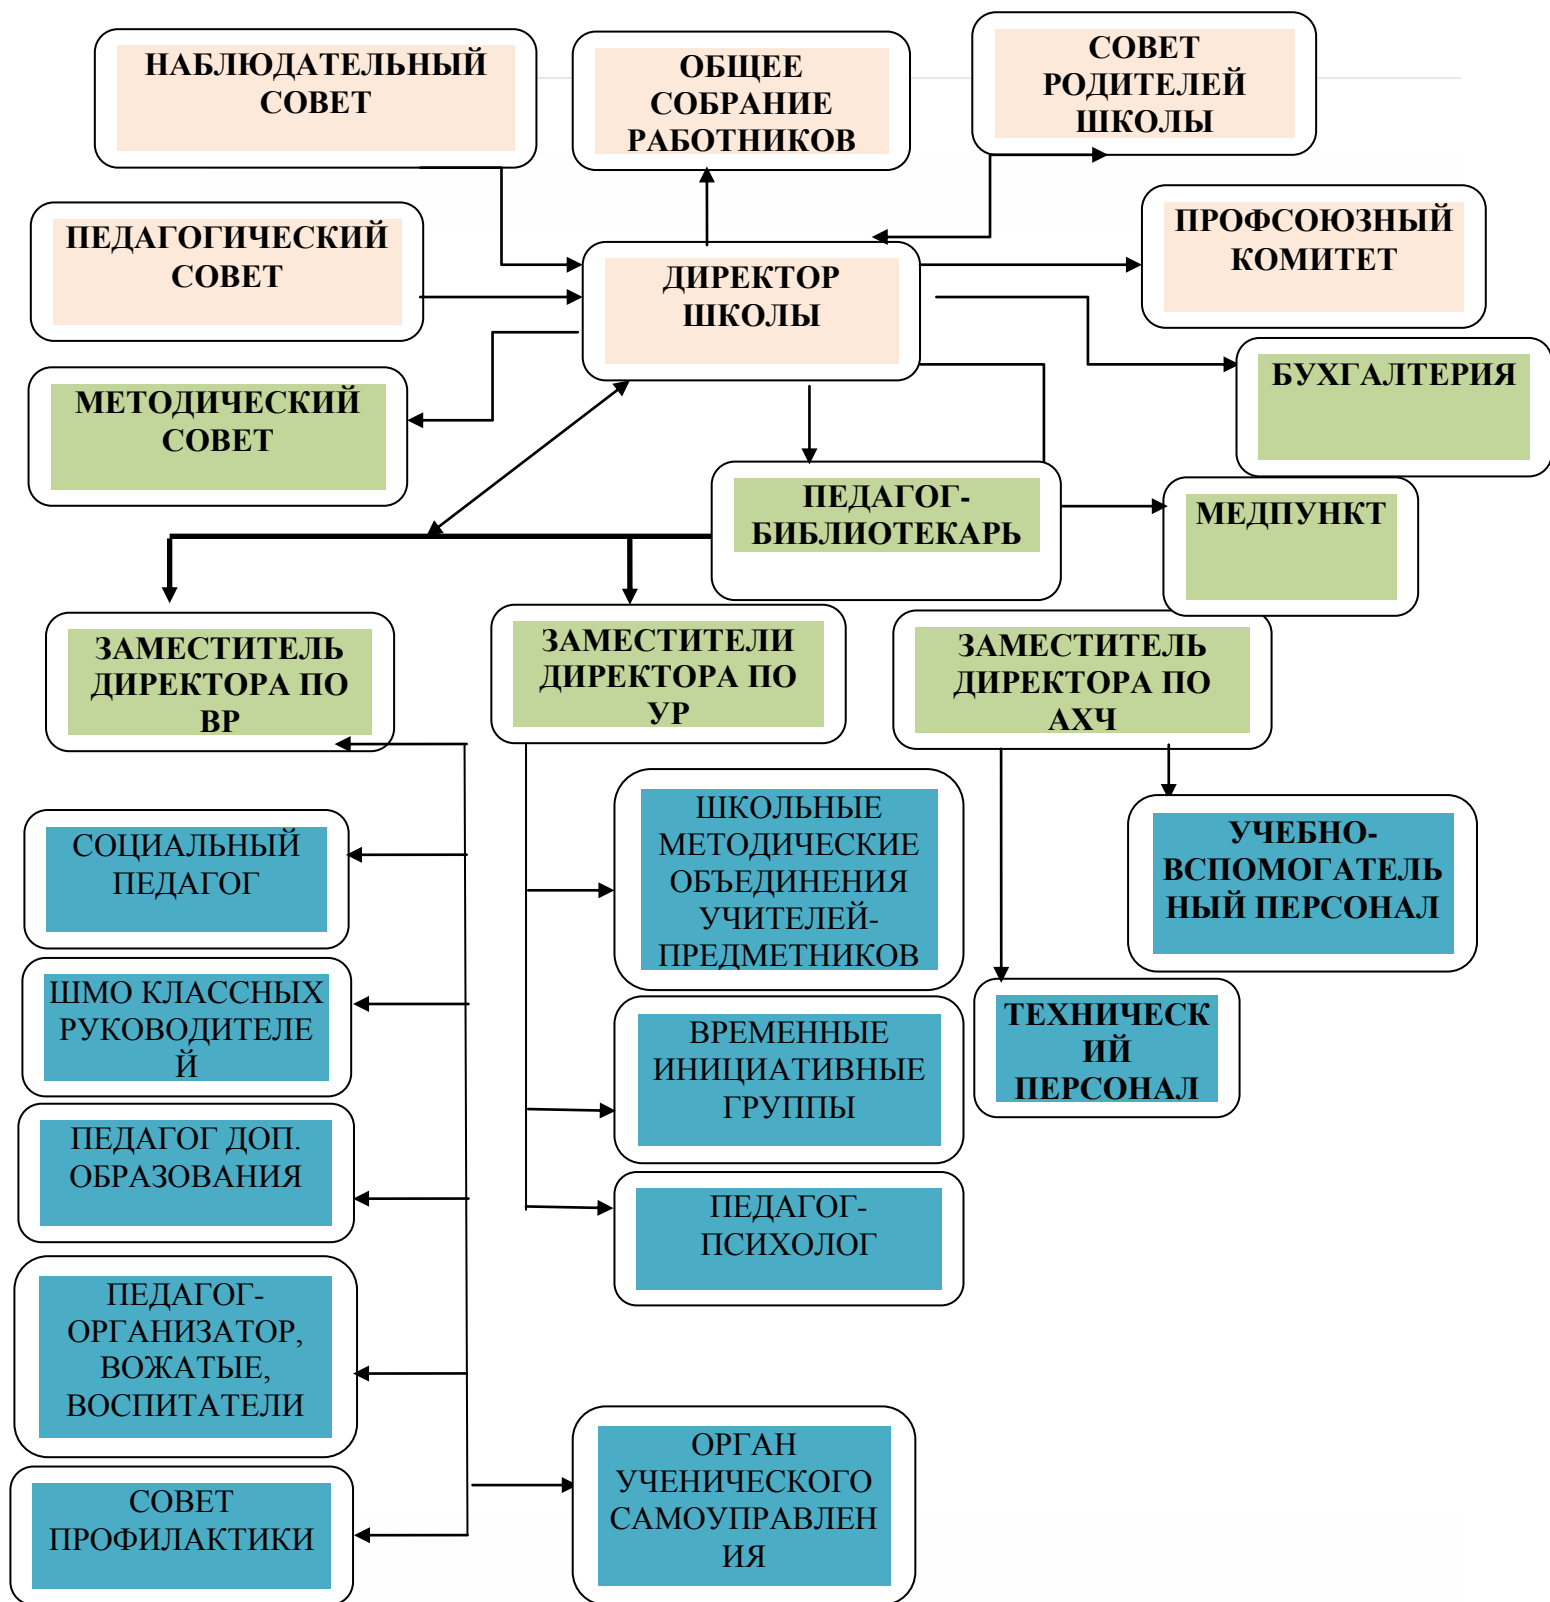 НАБЛЮДАТЕЛЬНЫЙ
СОВЕТ
ОБЩЕЕ
СОБРАНИЕ
РАБОТНИКОВ
СОВЕТ
РОДИТЕЛЕЙ
ШКОЛЫ
ПЕДАГОГИЧЕСКИЙ
СОВЕТ
ДИРЕКТОР
ШКОЛЫ
ПРОФСОЮЗНЫЙ
КОМИТЕТ
МЕТОДИЧЕСКИЙ
СОВЕТ
БУХГАЛТЕРИЯ
ПЕДАГОГ-
БИБЛИОТЕКАРЬ
МЕДПУНКТ
ЗАМЕСТИТЕЛЬ
ДИРЕКТОРА ПО
ВР
ЗАМЕСТИТЕЛИ
ДИРЕКТОРА ПО
УР
ЗАМЕСТИТЕЛЬ
ДИРЕКТОРА ПО
АХЧ
СОЦИАЛЬНЫЙ
ПЕДАГОГ
ШКОЛЬНЫЕ
МЕТОДИЧЕСКИЕ
ОБЪЕДИНЕНИЯ
УЧИТЕЛЕЙ-
ПРЕДМЕТНИКОВ
УЧЕБНО-
ВСПОМОГАТЕЛЬ
НЫЙ ПЕРСОНАЛ
ШМО КЛАССНЫХ
РУКОВОДИТЕЛЕ
Й
ВРЕМЕННЫЕ
ИНИЦИАТИВНЫЕ
ГРУППЫ
ТЕХНИЧЕСК
ИЙ
ПЕРСОНАЛ
ПЕДАГОГ ДОП.
ОБРАЗОВАНИЯ
ПЕДАГОГ-
ПСИХОЛОГ
ПЕДАГОГ-
ОРГАНИЗАТОР,
ВОЖАТЫЕ,
ВОСПИТАТЕЛИ
ОРГАН
УЧЕНИЧЕСКОГО
САМОУПРАВЛЕН
ИЯ
СОВЕТ
ПРОФИЛАКТИКИ